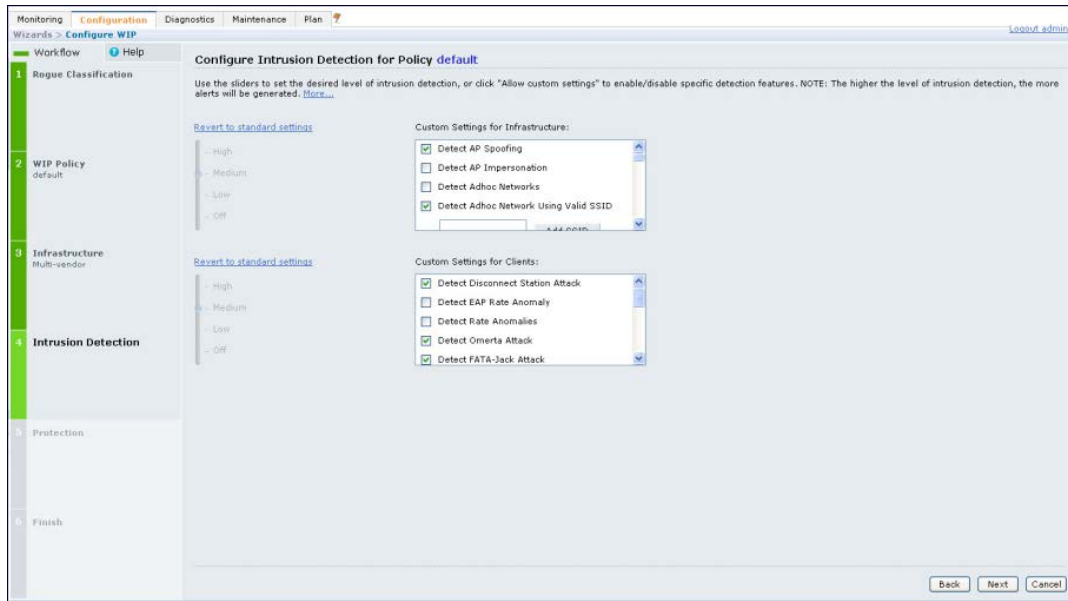 Monitoring Configuration Diagnostics Maintenance Plan
Wizards > Configure WIP
Logout admin
Workflow Help
1 Rogue Classification
2 WIP Policy
default
3 Infrastructure
Multi-vendor
4 Intrusion Detection
5 Protection
6 Finish
Configure Intrusion Detection for Policy default
Use the sliders to set the desired level of intrusion detection, or click "Allow custom settings" to enable/disable specific detection features. NOTE: The higher the level of intrusion detection, the more
alerts will be generated. More...
Revert to standard settings
High
Medium
Low
Off
Custom Settings for Infrastructure:
Detect AP Spoofing
Detect AP Impersonation
Detect Adhoc Networks
Detect Adhoc Network Using Valid SSID
Add SSID
Revert to standard settings
High
Medium
Low
Off
Custom Settings for Clients:
Detect Disconnect Station Attack
Detect EAP Rate Anomaly
Detect Rate Anomalies
Detect Omerta Attack
Detect FATA-Jack Attack
Back Next Cancel